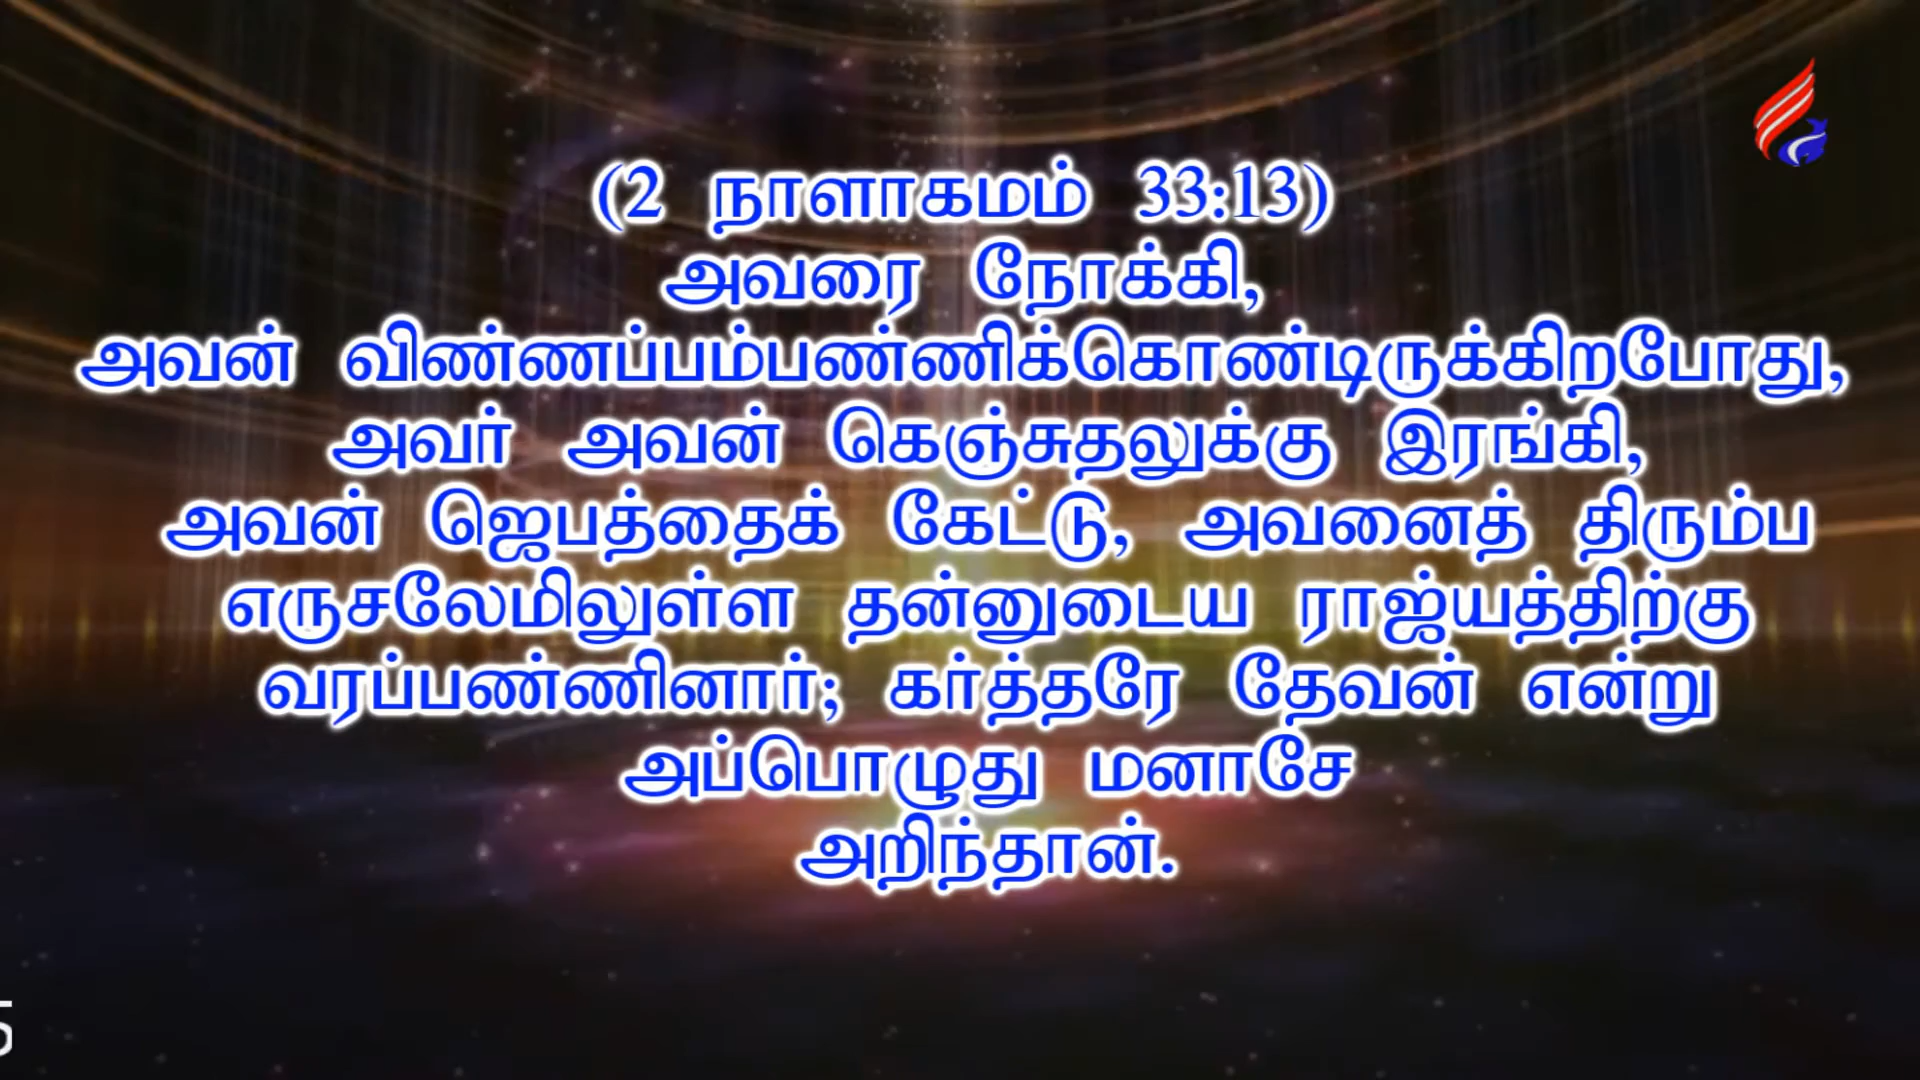 (2 நாளாகமம் 33:13)
அவரை நோக்கி,
அவன் விண்ணப்பம்பண்ணிக்கொண்டிருக்கிறபோது,
அவர் அவன் கெஞ்சுதலுக்கு இரங்கி,
அவன் ஜெபத்தைக் கேட்டு, அவனைத் திரும்ப
எருசலேமிலுள்ள தன்னுடைய ராஜ்யத்திற்கு
வரப்பண்ணினார்; கர்த்தரே தேவன் என்று
அப்பொழுது மனாசே
அறிந்தான்.